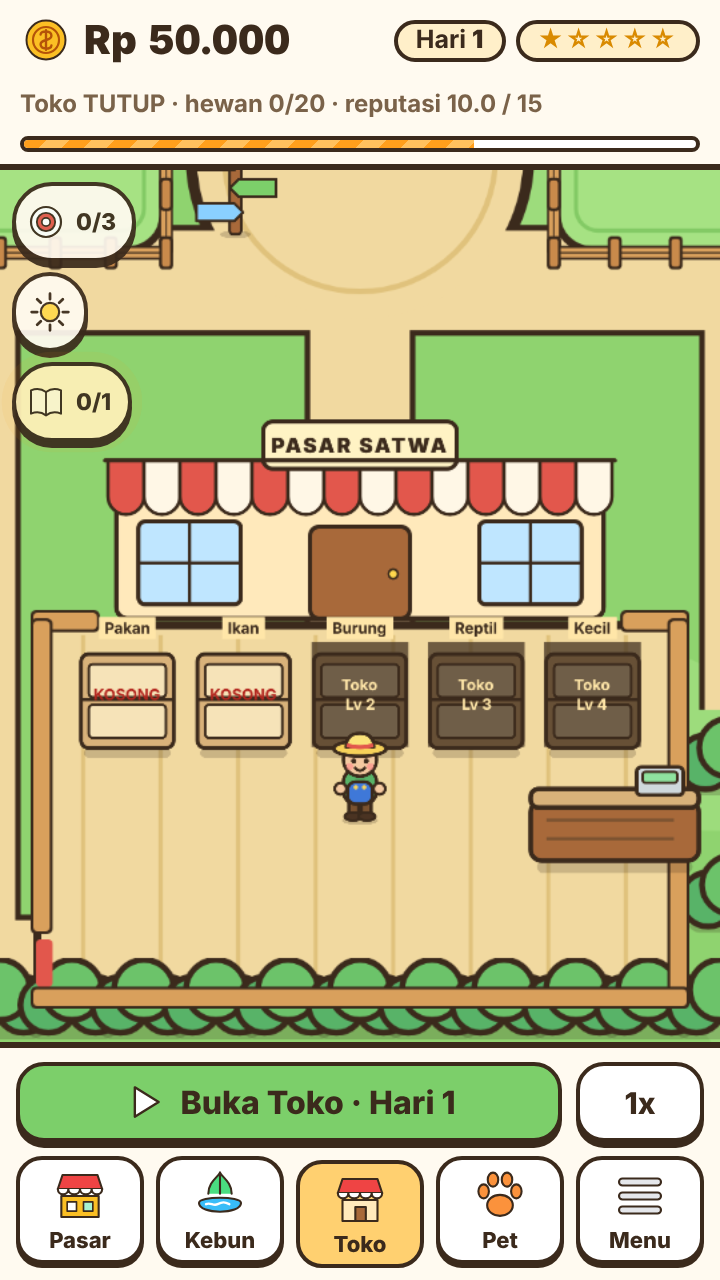 Rp 50.000
Hari 1
Toko TUTUP · hewan 0/20 · reputasi 10.0 / 15
0/3
0/1
PASAR SATWA
Pakan
Ikan
Burung
Reptil
Kecil
KOSONG
KOSONG
Toko
Lv 2
Toko
Lv 3
Toko
Lv 4
Buka Toko · Hari 1
1x
Pasar
Kebun
Toko
Pet
Menu